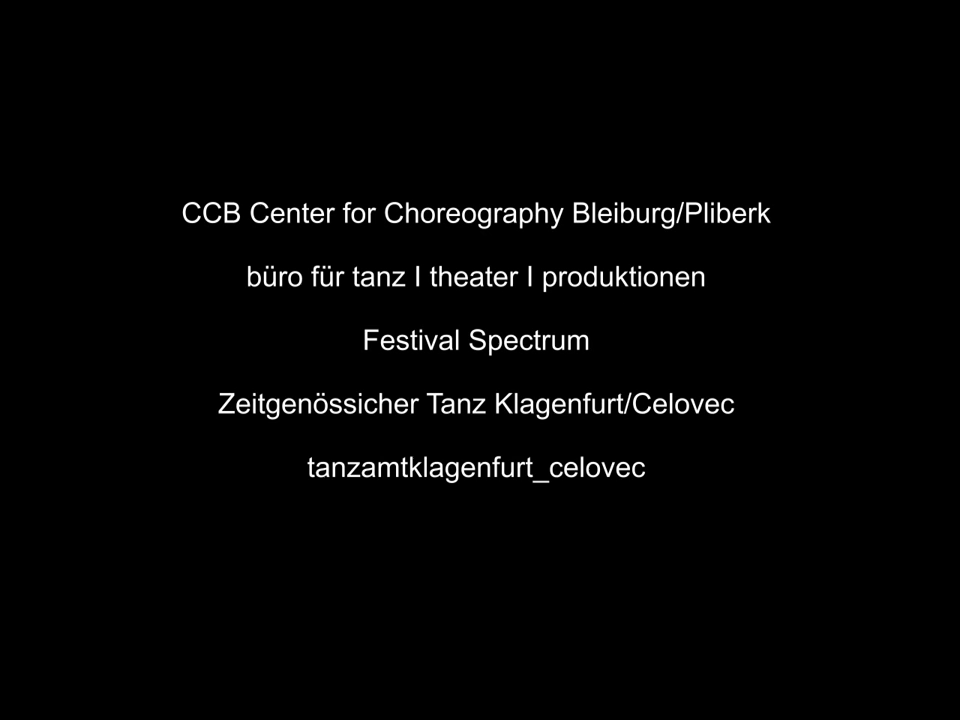 CCB Center for Choreography Bleiburg/Pliberk
büro für tanz I theater I produktionen
Festival Spectrum
Zeitgenössicher Tanz Klagenfurt/Celovec
tanzamtklagenfurt_celovec